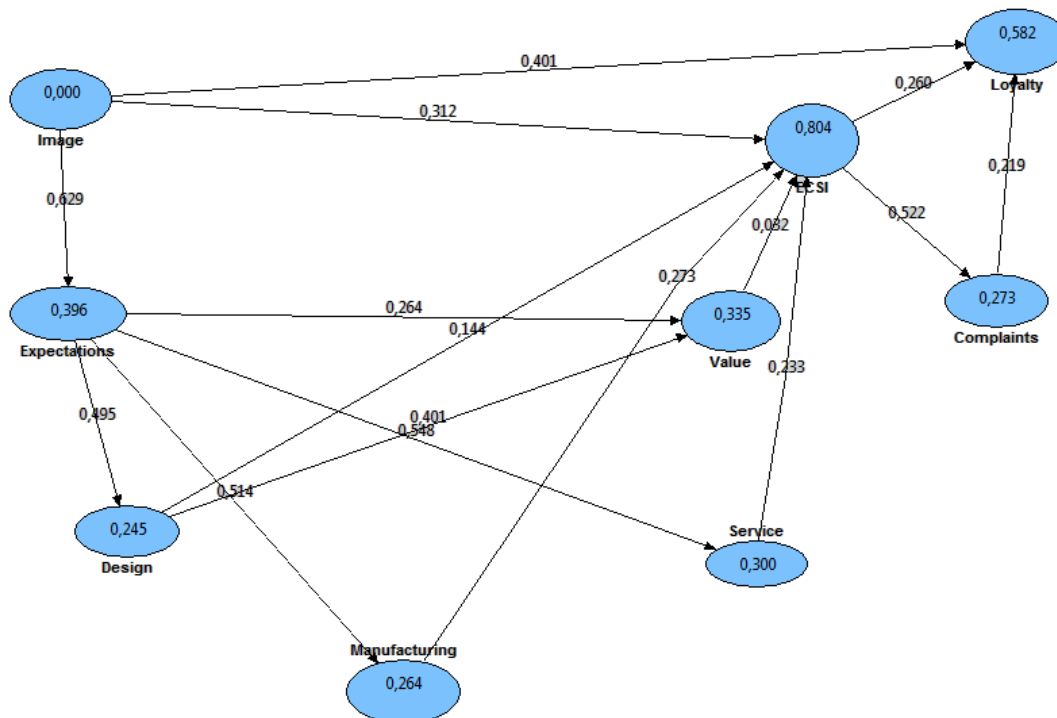 0,582
0,401
Loyalty
0,260
0,000
0,312
0,804
Image
0,219
ECSI
0,629
0,522
0,032
0,273
0,396
0,264
0,335
0,273
0,144
Expectations
Value
Complaints
0,233
0,495
0,401
0,548
0,514
0,245
Service
Design
0,300
Manufacturing
0,264